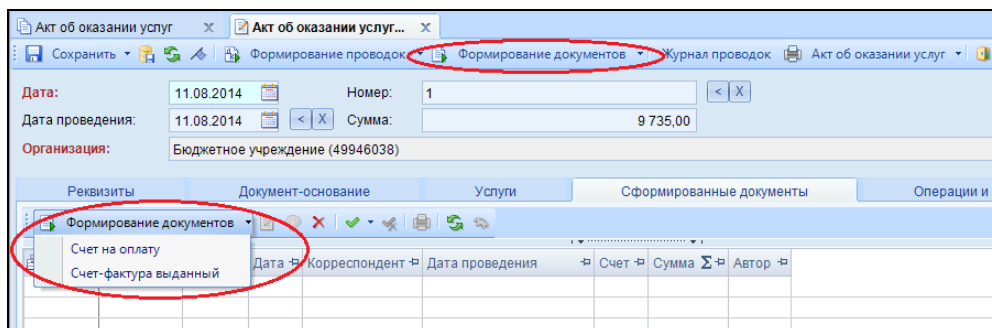 Акт об оказании услуг X Акт об оказании услуг... X
Сохранить Формирование проводок Формирование документов Журнал проводок Акт об оказании услуг
Дата: 11.08.2014 Номер: 1 < X
Дата проведения: 11.08.2014 < X Сумма: 9 735,00
Организация: Бюджетное учреждение (49946038)
Реквизиты Документ-основание Услуги Сформированные документы Операции и
Формирование документов
Счет на оплату
Счет-фактура выданный
Дата Корреспондент Дата проведения Счет Сумма Σ Автор